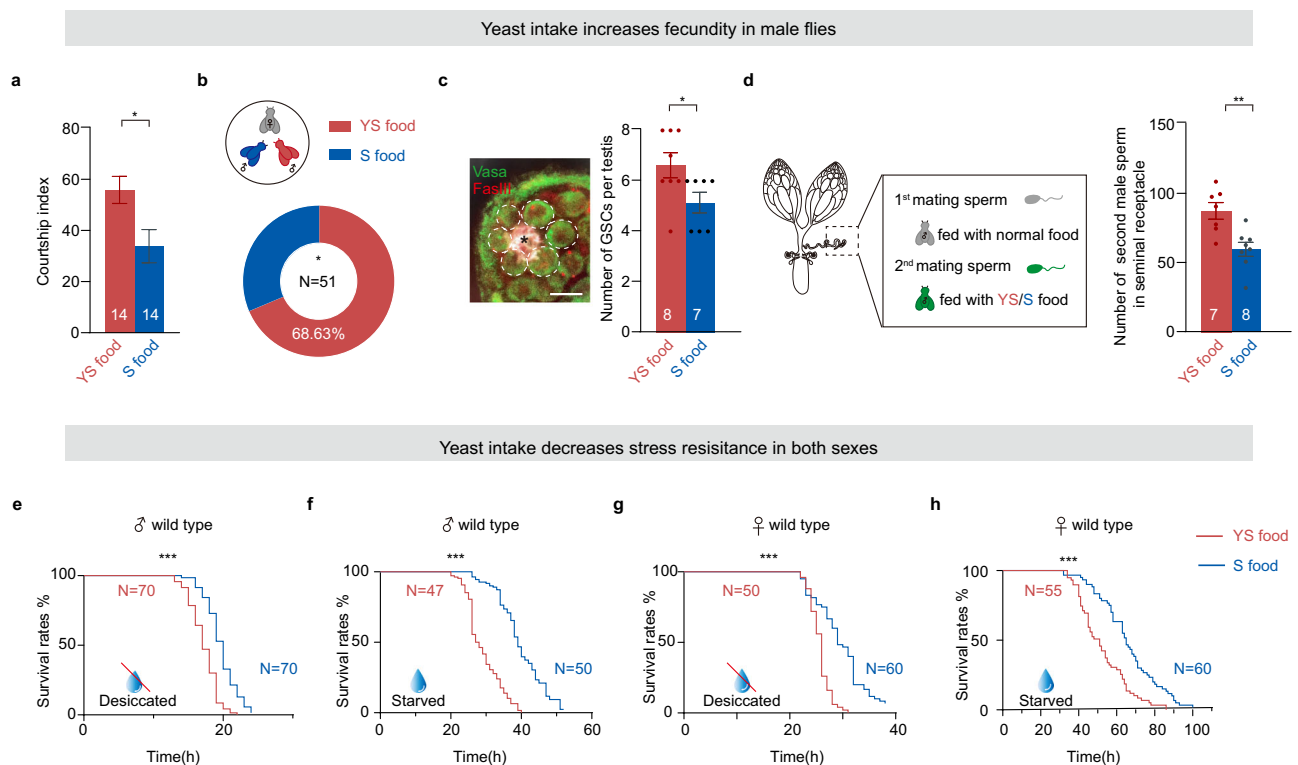 Yeast intake increases fecundity in male flies
a
Courtship index
80
60
40
20
0
*
14
14
YS food
S food
b
♀
♂
♂
YS food
S food
*
N=51
68.63%
c
Vasa
FasIII
*
Number of GSCs per testis
8
6
4
2
0
*
8
7
YS food
S food
d
1st mating sperm
♂ fed with normal food
2nd mating sperm
♂ fed with YS/S food
Number of second male sperm
in seminal receptacle
150
100
50
0
**
7
8
YS food
S food
Yeast intake decreases stress resisitance in both sexes
e
♂ wild type
***
Survival rates %
100
50
0
N=70
N=70
Desiccated
0
20
Time(h)
f
♂ wild type
***
Survival rates %
100
50
0
N=47
N=50
Starved
0 20 40 60
Time(h)
g
♀ wild type
***
Survival rates %
100
50
0
N=50
N=60
Desiccated
0 20 40
Time(h)
h
♀ wild type
***
YS food
S food
Survival rates %
100
50
0
N=55
N=60
Starved
0 20 40 60 80 100
Time(h)